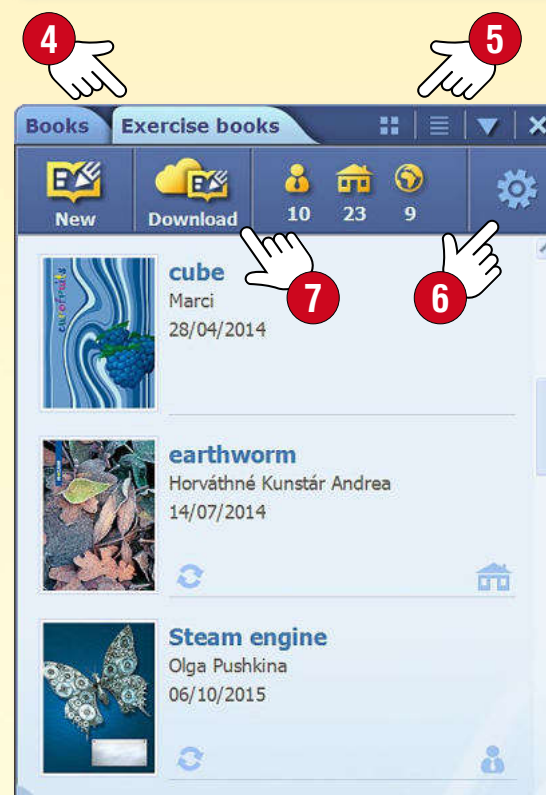 4 5
Books Exercise books
New Download 10 23 9
7 6
cube
Marci
28/04/2014
earthworm
Horváthné Kunstár Andrea
14/07/2014
Steam engine
Olga Pushkina
06/10/2015